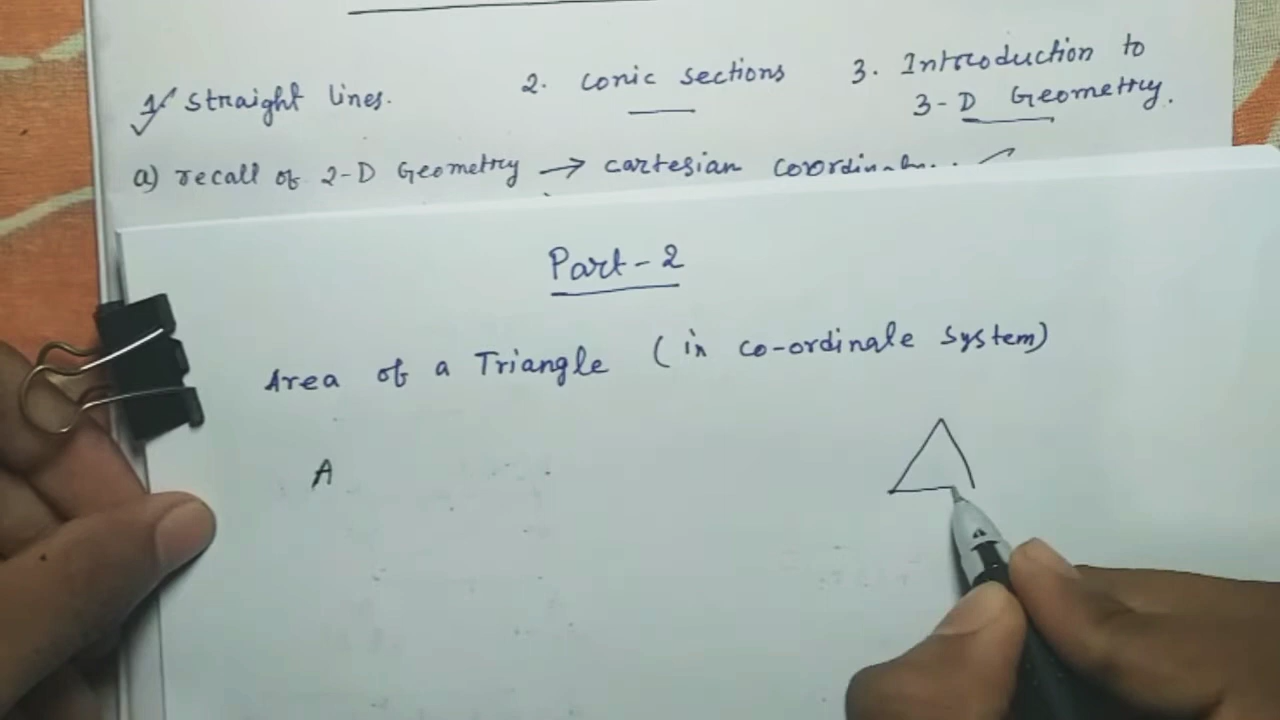 1. Straight lines.
2. Conic sections
3. Introduction to
3-D Geometry.
a) recall of 2-D Geometry → cartesian
Part-2
Area of a Triangle (in co-ordinate system)
A